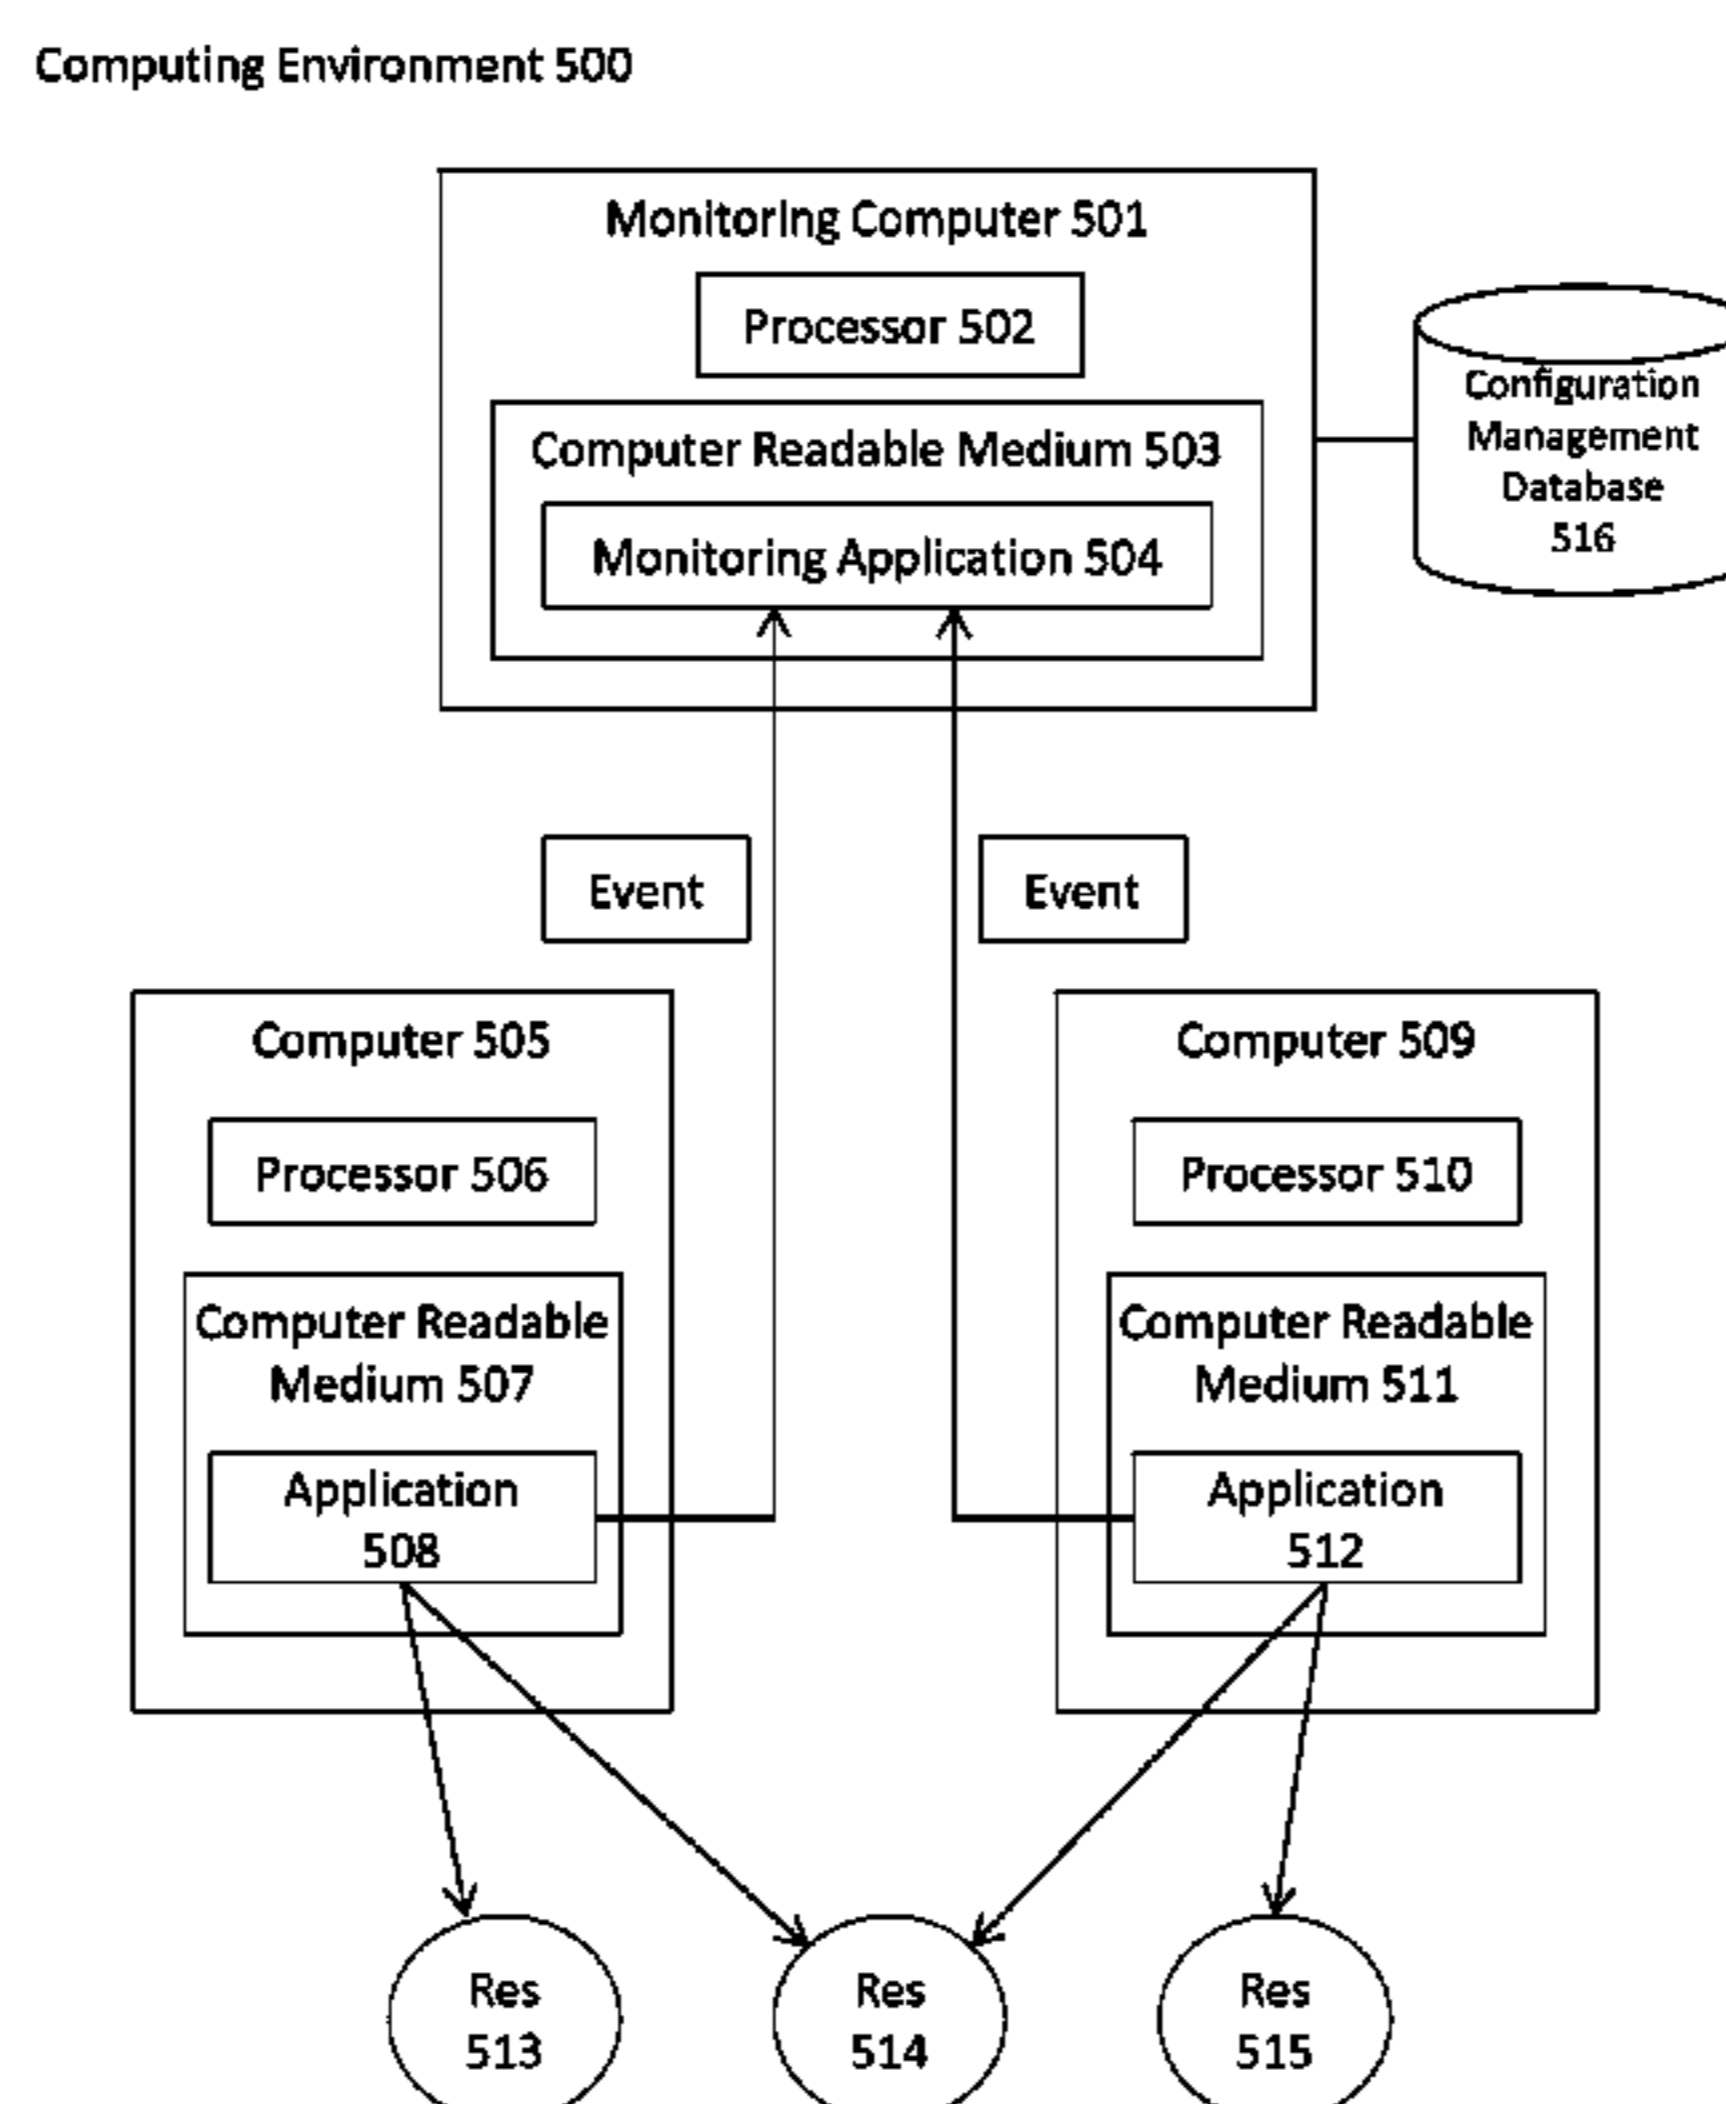 Computing Environment 500
Monitoring Computer 501
Processor 502
Computer Readable Medium 503
Monitoring Application 504
Configuration
Management
Database
516
Event
Event
Computer 505
Processor 506
Computer Readable
Medium 507
Application
508
Computer 509
Processor 510
Computer Readable
Medium 511
Application
512
Res
513
Res
514
Res
515